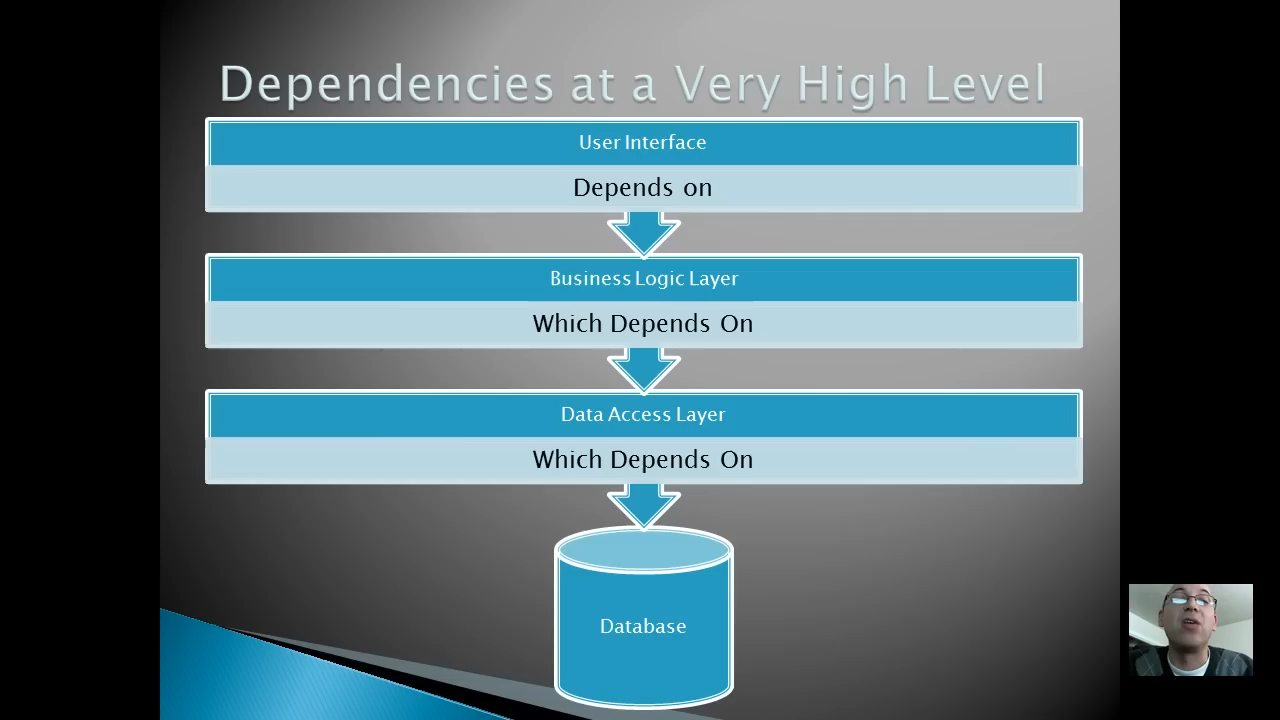 Dependencies at a Very High Level
User Interface
Depends on
Business Logic Layer
Which Depends On
Data Access Layer
Which Depends On
Database